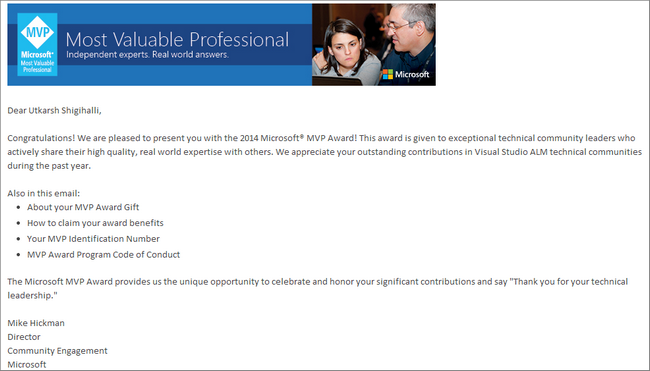 MVP
Microsoft®
Most Valuable
Professional
Most Valuable Professional
Independent experts. Real world answers.
Microsoft
Dear Utkarsh Shigihalli,
Congratulations! We are pleased to present you with the 2014 Microsoft® MVP Award! This award is given to exceptional technical community leaders who
actively share their high quality, real world expertise with others. We appreciate your outstanding contributions in Visual Studio ALM technical communities
during the past year.
Also in this email:
• About your MVP Award Gift
• How to claim your award benefits
• Your MVP Identification Number
• MVP Award Program Code of Conduct
The Microsoft MVP Award provides us the unique opportunity to celebrate and honor your significant contributions and say "Thank you for your technical
leadership."
Mike Hickman
Director
Community Engagement
Microsoft